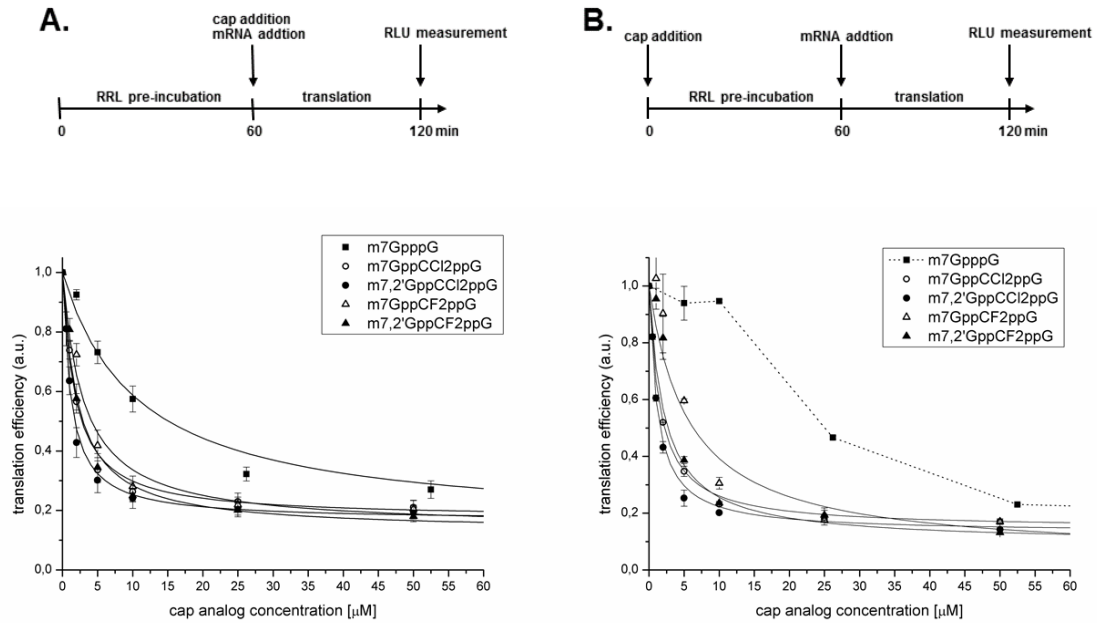 A.
cap addition
mRNA addtion
RLU measurement
RRL pre-incubation
translation
0
60
120 min
B.
cap addition
mRNA addtion
RLU measurement
RRL pre-incubation
translation
0
60
120 min
m7GpppG
m7GppCCl2ppG
m7,2'GppCCl2ppG
m7GppCF2ppG
m7,2'GppCF2ppG
translation efficiency (a.u.)
1,0
0,8
0,6
0,4
0,2
0,0
0 5 10 15 20 25 30 35 40 45 50 55 60
cap analog concentration [µM]
m7GpppG
m7GppCCl2ppG
m7,2'GppCCl2ppG
m7GppCF2ppG
m7,2'GppCF2ppG
translation efficiency (a.u.)
1,0
0,8
0,6
0,4
0,2
0,0
0 5 10 15 20 25 30 35 40 45 50 55 60
cap analog concentration [µM]